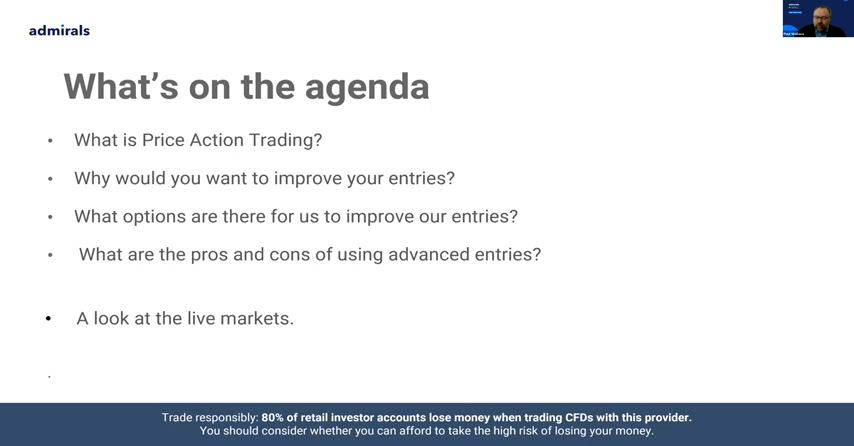 admirals
What's on the agenda
• What is Price Action Trading?
• Why would you want to improve your entries?
• What options are there for us to improve our entries?
• What are the pros and cons of using advanced entries?
• A look at the live markets.
.
Trade responsibly: 80% of retail investor accounts lose money when trading CFDs with this provider.
You should consider whether you can afford to take the high risk of losing your money.